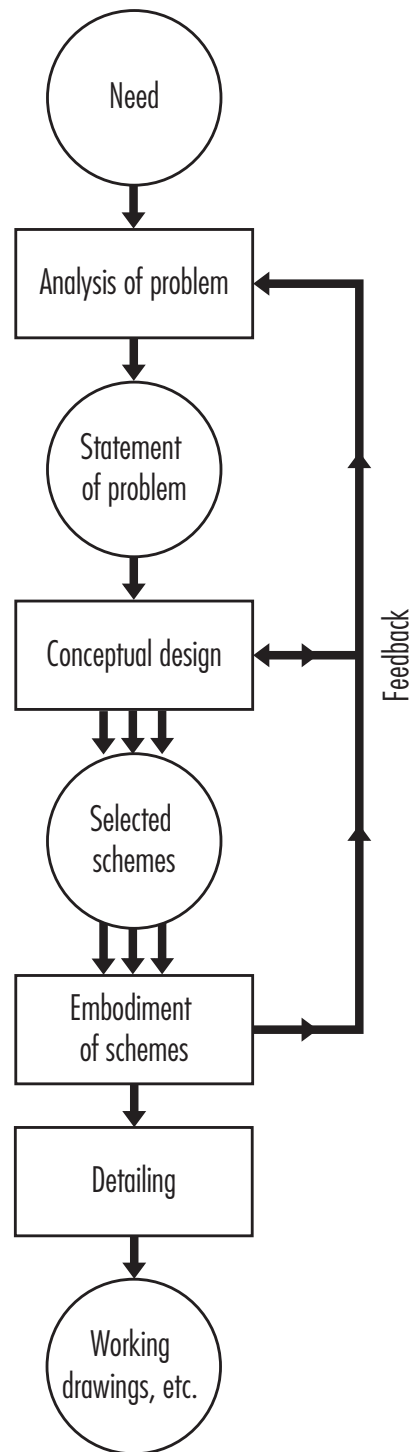 Need
Analysis of problem
Statement
of problem
Conceptual design
Feedback
Selected
schemes
Embodiment
of schemes
Detailing
Working
drawings, etc.